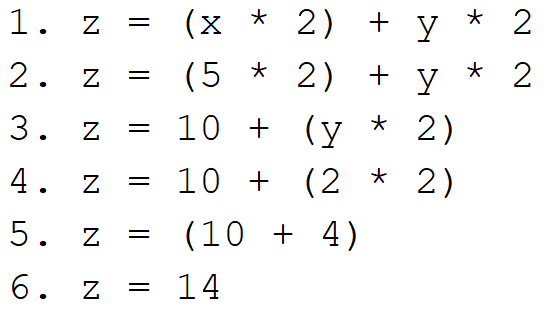 1. z = (x * 2) + y * 2
2. z = (5 * 2) + y * 2
3. z = 10 + (y * 2)
4. z = 10 + (2 * 2)
5. z = (10 + 4)
6. z = 14